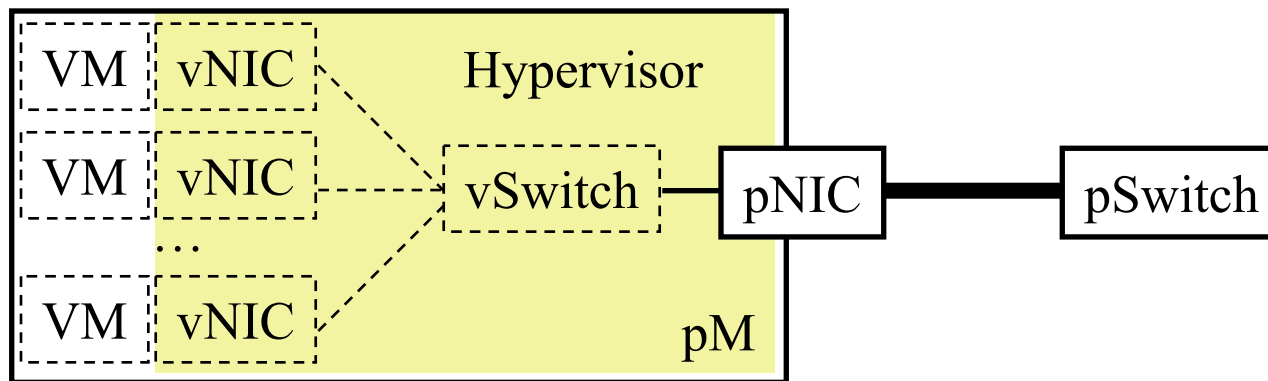 VM vNIC Hypervisor
VM vNIC vSwitch pNIC pSwitch
...
VM vNIC pM